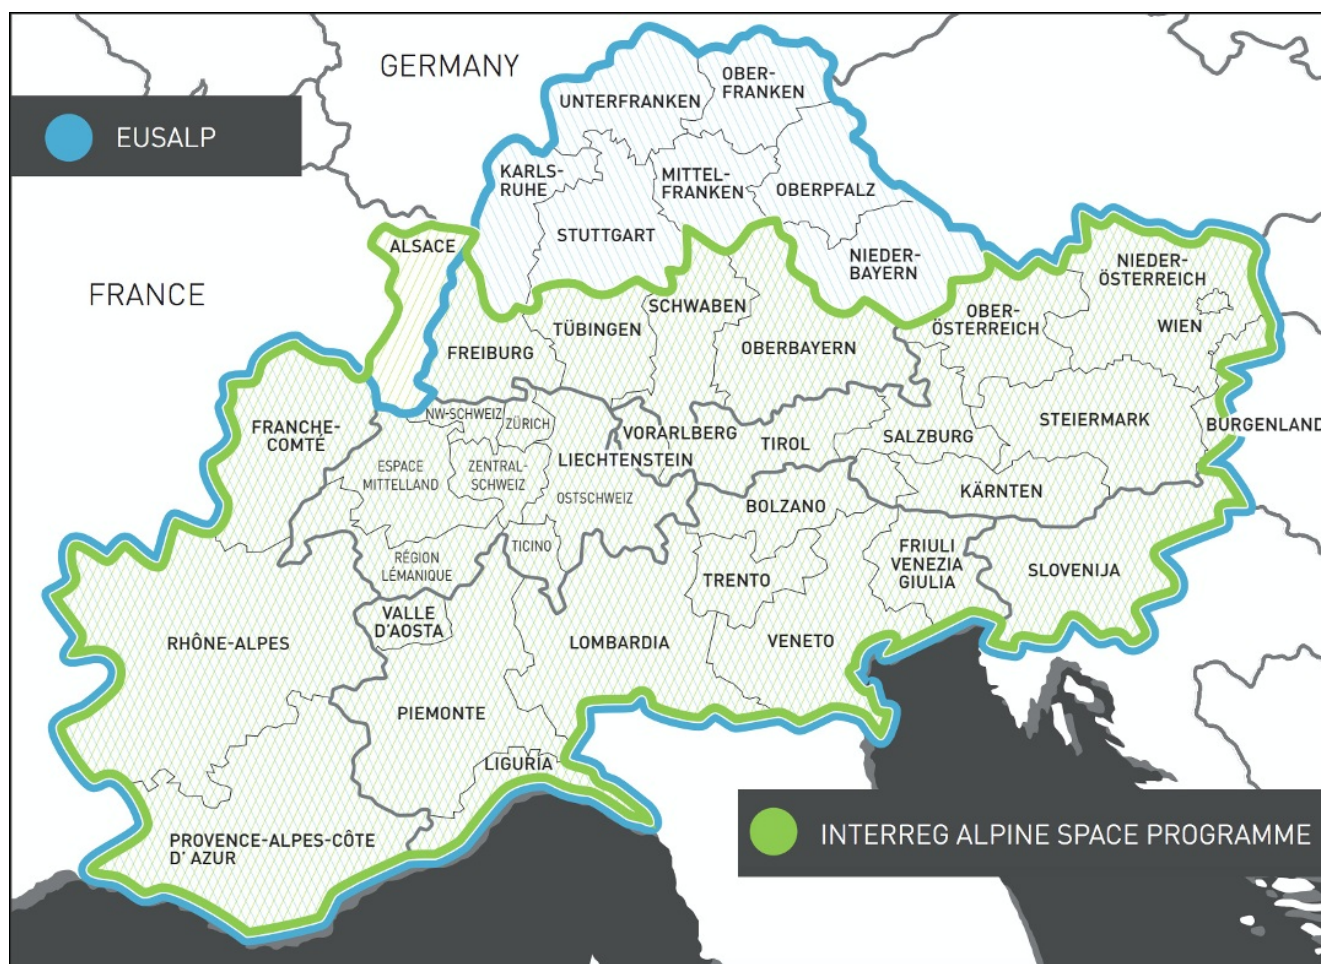 GERMANY
OBER-
FRANKEN
UNTERFRANKEN
EUSALP
KARLS-
RUHE
MITTEL-
FRANKEN
OBERPFALZ
STUTTGART
ALSACE
NIEDER-
BAYERN
NIEDER-
ÖSTERREICH
FRANCE
SCHWABEN
OBER-
ÖSTERREICH
WIEN
TÜBINGEN
FREIBURG
OBERBAYERN
NW-SCHWEIZ
ZÜRICH
FRANCHE-
COMTÉ
VORARLBERG
TIROL
SALZBURG
STEIERMARK
BURGENLAND
LIECHTENSTEIN
ESPACE
MITTELLAND
ZENTRAL-
SCHWEIZ
OSTSCHWEIZ
BOLZANO
KÄRNTEN
TICINO
FRIULI
VENEZIA
GIULIA
RÉGION
LÉMANIQUE
TRENTO
SLOVENIJA
VALLE
D'AOSTA
RHÔNE-ALPES
LOMBARDIA
VENETO
PIEMONTE
LIGURIA
PROVENCE-ALPES-CÔTE
D' AZUR
INTERREG ALPINE SPACE PROGRAMME